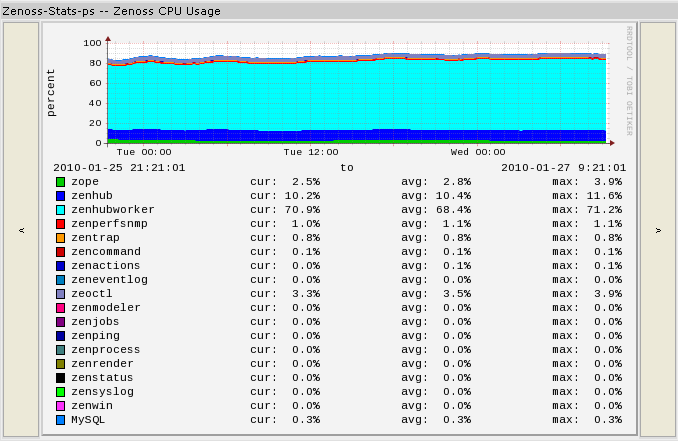 Zenoss-Stats-ps -- Zenoss CPU Usage
RRDTOOL / TOBI OETIKER
percent
100
80
60
40
20
0
Tue 00:00 Tue 12:00 Wed 00:00
2010-01-25 21:21:01 to 2010-01-27 9:21:01
zope cur: 2.5% avg: 2.8% max: 3.9%
zenhub cur: 10.2% avg: 10.4% max: 11.6%
zenhubworker cur: 70.9% avg: 68.4% max: 71.2%
zenperfsnmp cur: 1.0% avg: 1.1% max: 1.1%
zentrap cur: 0.8% avg: 0.8% max: 0.8%
zencommand cur: 0.1% avg: 0.1% max: 0.1%
zenactions cur: 0.0% avg: 0.1% max: 0.1%
zeneventlog cur: 0.0% avg: 0.0% max: 0.0%
zeoctl cur: 3.3% avg: 3.5% max: 3.9%
zenmodeler cur: 0.0% avg: 0.0% max: 0.0%
zenjobs cur: 0.0% avg: 0.0% max: 0.0%
zenping cur: 0.0% avg: 0.0% max: 0.0%
zenprocess cur: 0.0% avg: 0.0% max: 0.0%
zenrender cur: 0.0% avg: 0.0% max: 0.0%
zenstatus cur: 0.0% avg: 0.0% max: 0.0%
zensyslog cur: 0.0% avg: 0.0% max: 0.0%
zenwin cur: 0.0% avg: 0.0% max: 0.0%
MySQL cur: 0.3% avg: 0.3% max: 0.3%